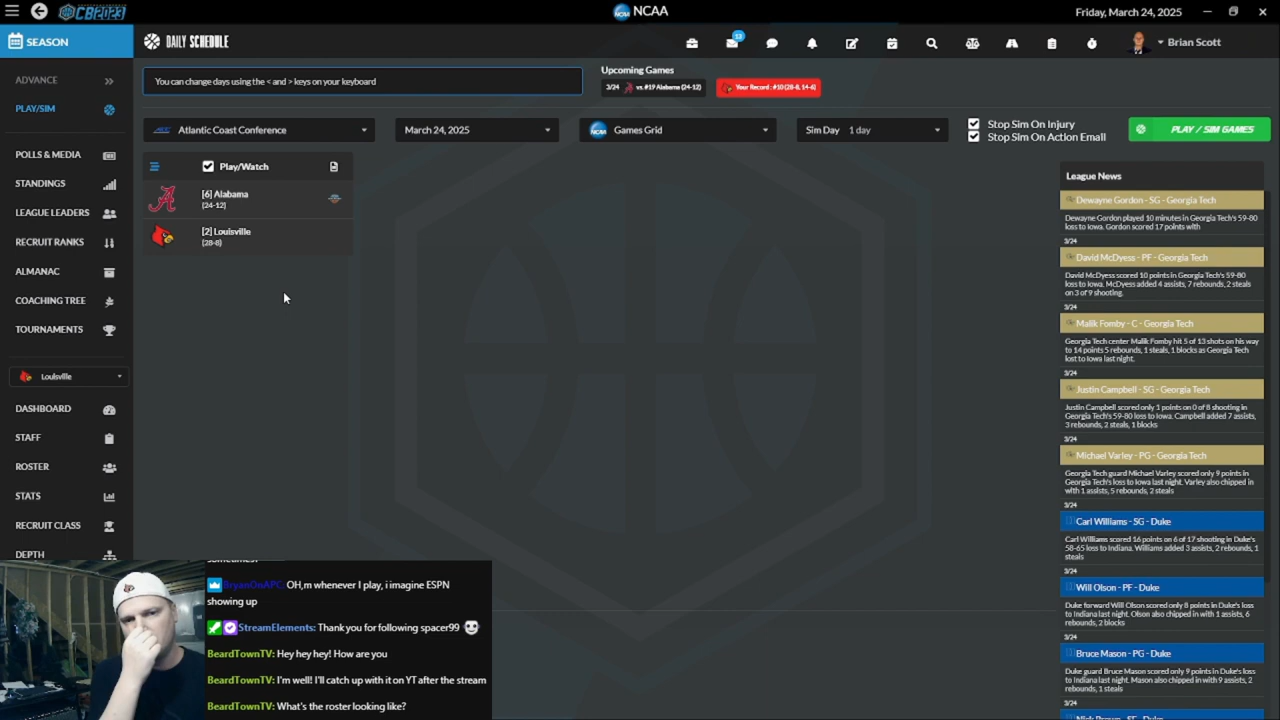 CB2023
NCAA
Friday, March 24, 2025
SEASON
DAILY SCHEDULE
13
Brian Scott
ADVANCE
You can change days using the < and > keys on your keyboard
Upcoming Games
3/24 vs #19 Alabama (24-12)
Your Record : #10 (28-8, 14-6)
PLAY/SIM
Atlantic Coast Conference
March 24, 2025
NCAA Games Grid
Sim Day 1 day
Stop Sim On Injury
Stop Sim On Action Email
PLAY / SIM GAMES
POLLS & MEDIA
STANDINGS
LEAGUE LEADERS
RECRUIT RANKS
ALMANAC
COACHING TREE
TOURNAMENTS
Louisville
DASHBOARD
STAFF
ROSTER
STATS
RECRUIT CLASS
DEPTH
Play/Watch
[6] Alabama
(24-12)
[2] Louisville
(28-8)
League News
Dewayne Gordon - SG - Georgia Tech
Dewayne Gordon played 10 minutes in Georgia Tech's 59-80
loss to Iowa. Gordon scored 17 points with
3/24
David McDyess - PF - Georgia Tech
David McDyess scored 10 points in Georgia Tech's 59-80
loss to Iowa. McDyess added 4 assists, 7 rebounds, 2 steals
on 3 of 9 shooting.
3/24
Malik Fomby - C - Georgia Tech
Georgia Tech center Malik Fomby hit 5 of 13 shots on his way
to 14 points 5 rebounds, 1 steals, 1 blocks as Georgia Tech
lost to Iowa last night.
3/24
Justin Campbell - SG - Georgia Tech
Justin Campbell scored only 1 points on 0 of 8 shooting in
Georgia Tech's 59-80 loss to Iowa. Campbell added 7 assists,
3 rebounds, 2 steals, 1 blocks
3/24
Michael Varley - PG - Georgia Tech
Georgia Tech guard Michael Varley scored only 9 points in
Georgia Tech's loss to Iowa last night. Varley also chipped in
with 1 assists, 5 rebounds, 2 steals
3/24
Carl Williams - SG - Duke
Carl Williams scored 16 points on 6 of 17 shooting in Duke's
58-65 loss to Indiana. Williams added 3 assists, 2 rebounds, 1
steals
3/24
Will Olson - PF - Duke
Duke forward Will Olson scored only 8 points in Duke's loss
to Indiana last night. Olson also chipped in with 1 assists, 6
rebounds, 2 blocks
3/24
Bruce Mason - PG - Duke
Duke guard Bruce Mason scored only 9 points in Duke's loss
to Indiana last night. Mason also chipped in with 9 assists, 2
rebounds, 1 steals
3/24
Nick Brown - SF - Duke
BryanOnAPC: OH,m whenever I play, i imagine ESPN
showing up
StreamElements: Thank you for following spacer99
BeardTownTV: Hey hey hey! How are you
BeardTownTV: I'm well! I'll catch up with it on YT after the stream
BeardTownTV: What's the roster looking like?